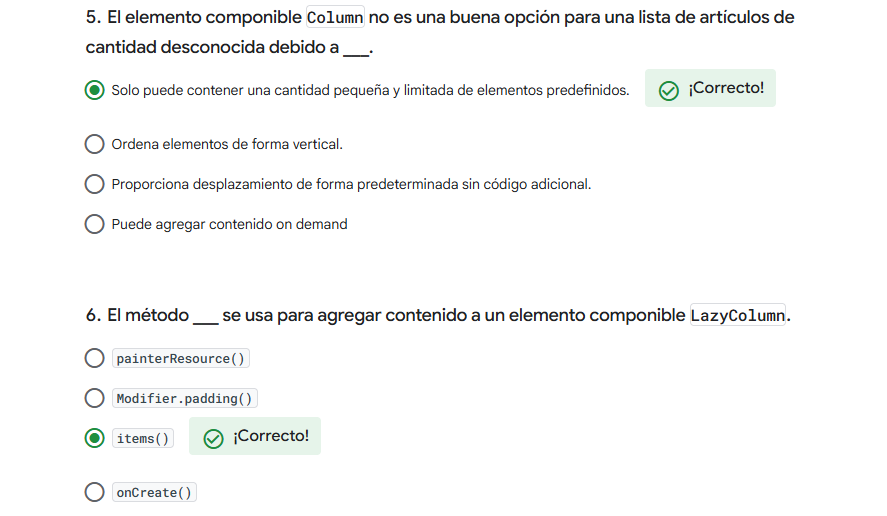 5. El elemento componible Column no es una buena opción para una lista de artículos de
cantidad desconocida debido a ___.
Solo puede contener una cantidad pequeña y limitada de elementos predefinidos. ¡Correcto!
Ordena elementos de forma vertical.
Proporciona desplazamiento de forma predeterminada sin código adicional.
Puede agregar contenido on demand
6. El método ___ se usa para agregar contenido a un elemento componible LazyColumn.
painterResource()
Modifier.padding()
items() ¡Correcto!
onCreate()